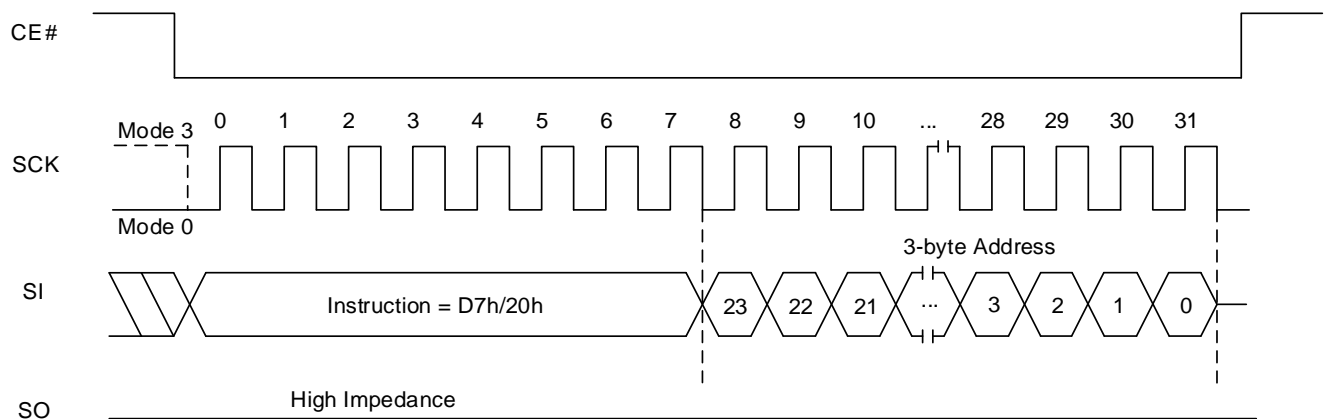 CE#
0 1 2 3 4 5 6 7 8 9 10 ... 28 29 30 31
Mode 3
SCK
Mode 0
3-byte Address
SI
Instruction = D7h/20h 23 22 21 ... 3 2 1 0
High Impedance
SO